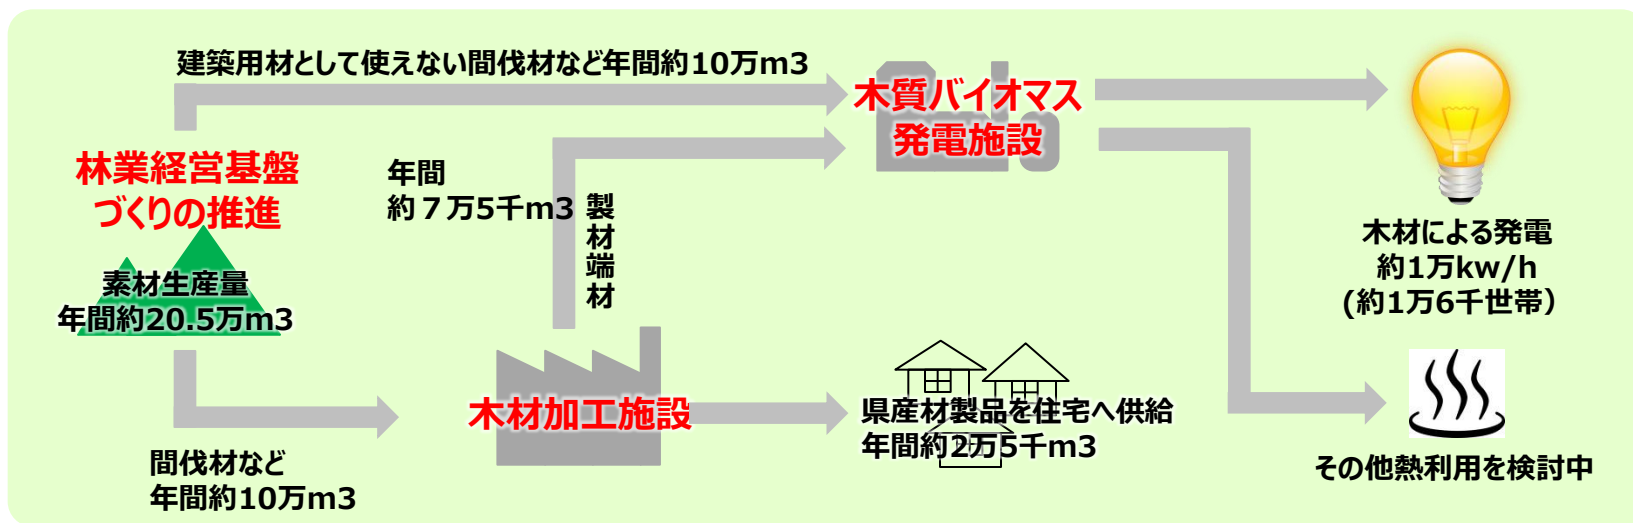 建築用材として使えない間伐材など年間約10万m3
木質バイオマス
発電施設
林業経営基盤
づくりの推進
素材生産量
年間約20.5万m3
年間
約７万5千m3
製材端材
木材による発電
約1万kw/h
(約1万6千世帯）
木材加工施設
県産材製品を住宅へ供給
年間約2万5千m3
間伐材など
年間約10万m3
その他熱利用を検討中